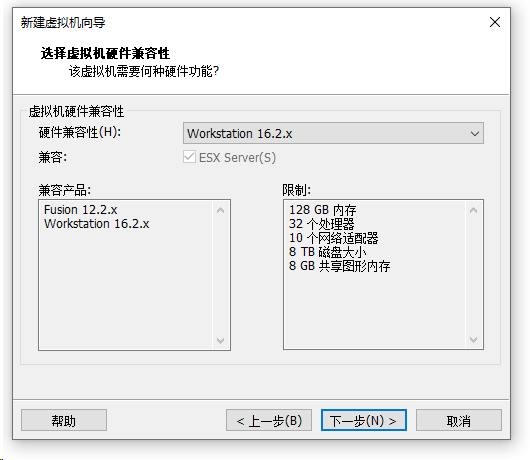 新建虚拟机向导
选择虚拟机硬件兼容性
该虚拟机需要何种硬件功能?
虚拟机硬件兼容性
硬件兼容性(H):
Workstation 16.2.x
兼容:
ESX Server(S)
兼容产品:
限制:
Fusion 12.2.x
Workstation 16.2.x
128 GB 内存
32 个处理器
10 个网络适配器
8 TB 磁盘大小
8 GB 共享图形内存
帮助
< 上一步(B)
下一步(N) >
取消